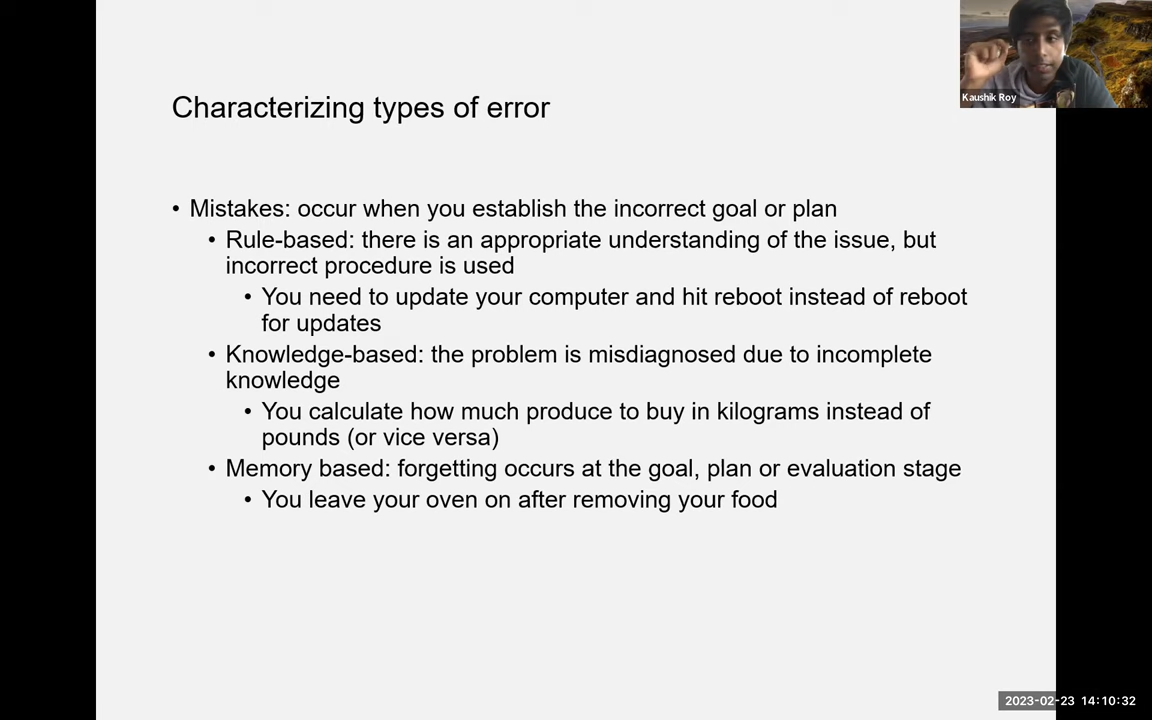 Kaushik Roy
Characterizing types of error
• Mistakes: occur when you establish the incorrect goal or plan
• Rule-based: there is an appropriate understanding of the issue, but
incorrect procedure is used
• You need to update your computer and hit reboot instead of reboot
for updates
• Knowledge-based: the problem is misdiagnosed due to incomplete
knowledge
• You calculate how much produce to buy in kilograms instead of
pounds (or vice versa)
• Memory based: forgetting occurs at the goal, plan or evaluation stage
• You leave your oven on after removing your food
2023-02-23 14:10:32